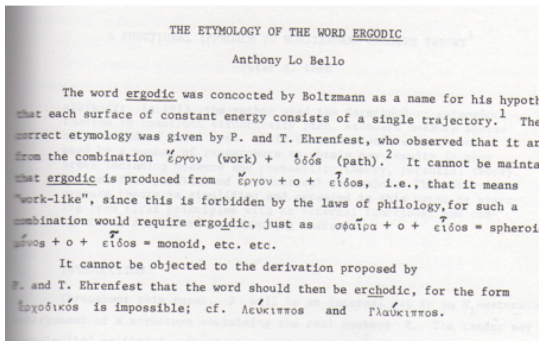 THE ETYMOLOGY OF THE WORD ERGODIC
Anthony Lo Bello
The word ergodic was concocted by Boltzmann as a name for his hypoth
that each surface of constant energy consists of a single trajectory.¹ The
rrect etymology was given by P. and T. Ehrenfest, who observed that it ar
from the combination ἔργον (work) + ὁδός (path).² It cannot be mainta
that ergodic is produced from ἔργον + o + εἶδος, i.e., that it means
"work-like", since this is forbidden by the laws of philology,for such a
mbination would require ergoidic, just as σφαῖρα + o + εἶδος = spheroi
μόνος + o + εἶδος = monoid, etc. etc.
It cannot be objected to the derivation proposed by
P. and T. Ehrenfest that the word should then be erchodic, for the form
ἐρχοδικός is impossible; cf. Λεύκιππος and Γλαύκιππος.